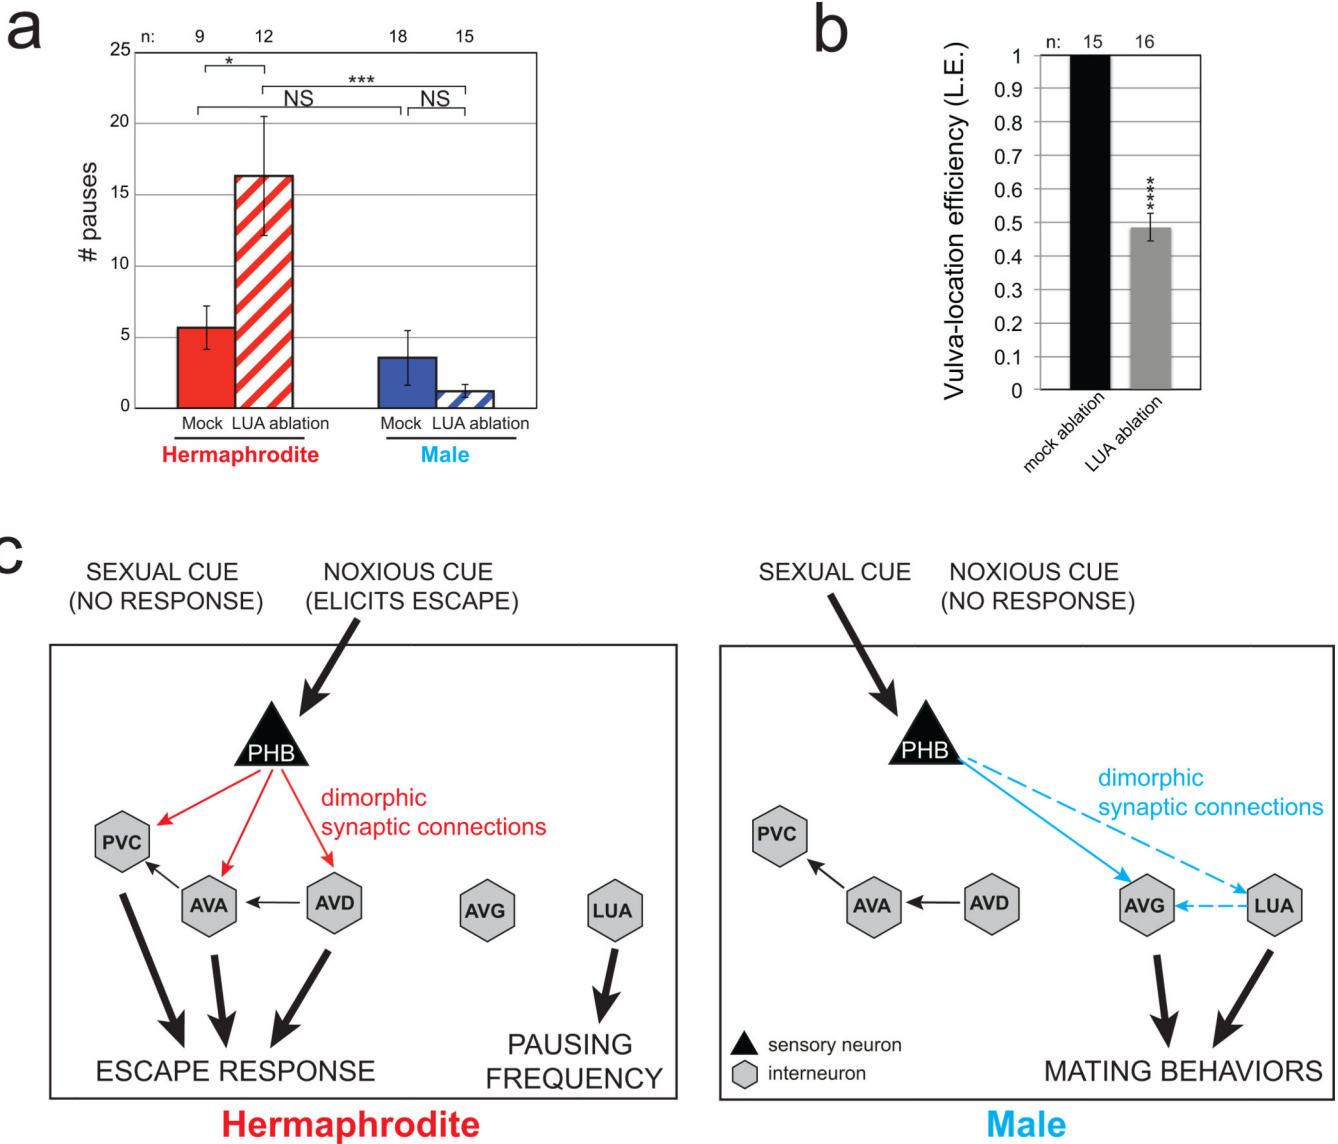 a
n: 9 12 18 15
25
20
15
10
5
0
# pauses
*
***
NS
NS
Mock LUA ablation
Mock LUA ablation
Hermaphrodite
Male
b
n: 15 16
1
0.9
0.8
0.7
0.6
0.5
0.4
0.3
0.2
0.1
0
Vulva-location efficiency (L.E.)
****
mock ablation
LUA ablation
c
SEXUAL CUE
(NO RESPONSE)
NOXIOUS CUE
(ELICITS ESCAPE)
PHB
dimorphic
synaptic connections
PVC
AVA
AVD
AVG
LUA
ESCAPE RESPONSE
PAUSING
FREQUENCY
Hermaphrodite
SEXUAL CUE
NOXIOUS CUE
(NO RESPONSE)
PHB
dimorphic
synaptic connections
PVC
AVA
AVD
AVG
LUA
sensory neuron
interneuron
MATING BEHAVIORS
Male